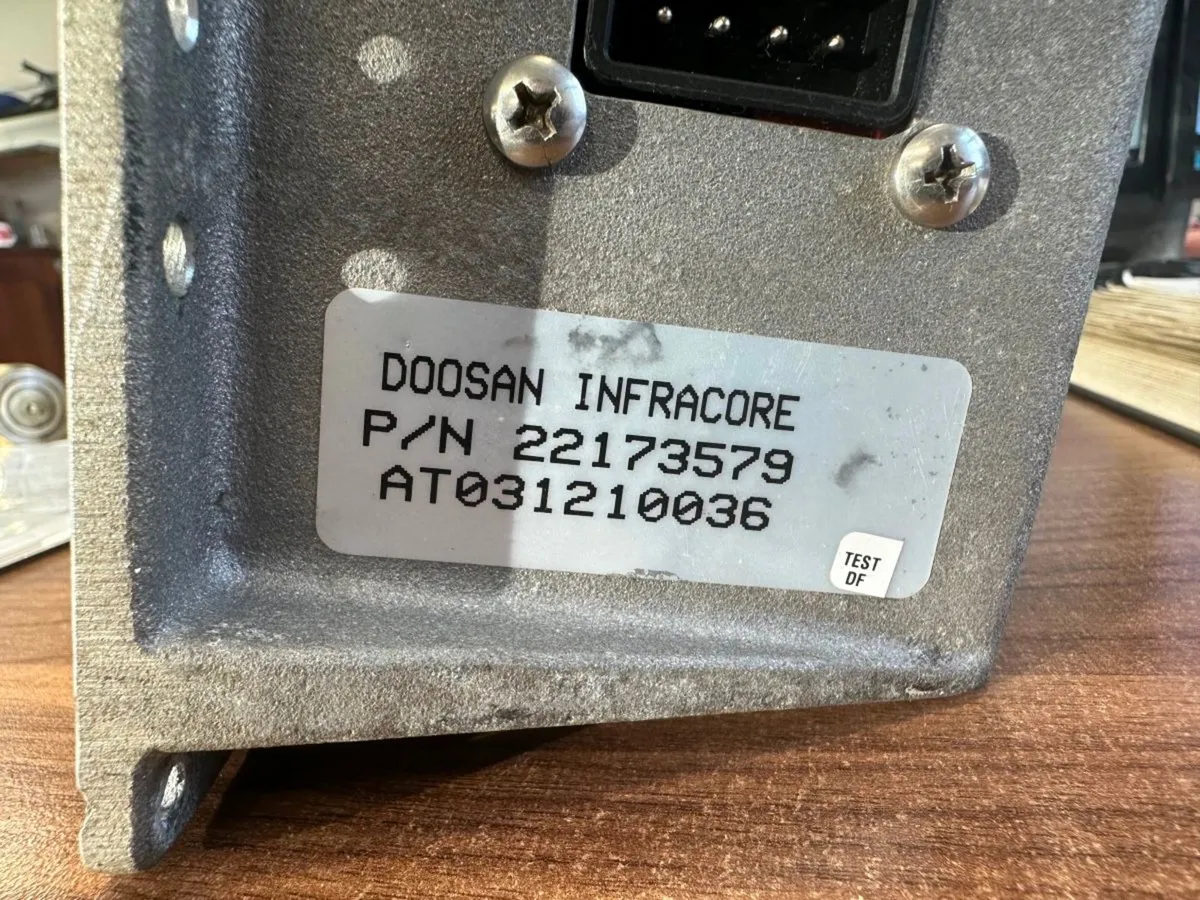 DOOSAN INFRACORE
P/N 22173579
AT031210036
TEST
DF